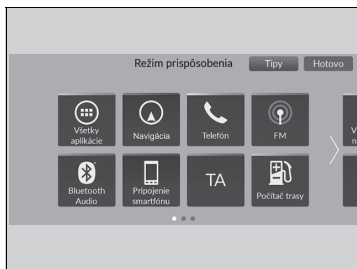 Režim prispôsobenia
Tipy
Hotovo
Všetky
aplikácie
Navigácia
Telefón
FM
Bluetooth
Audio
Pripojenie
smartfónu
TA
Počítač trasy